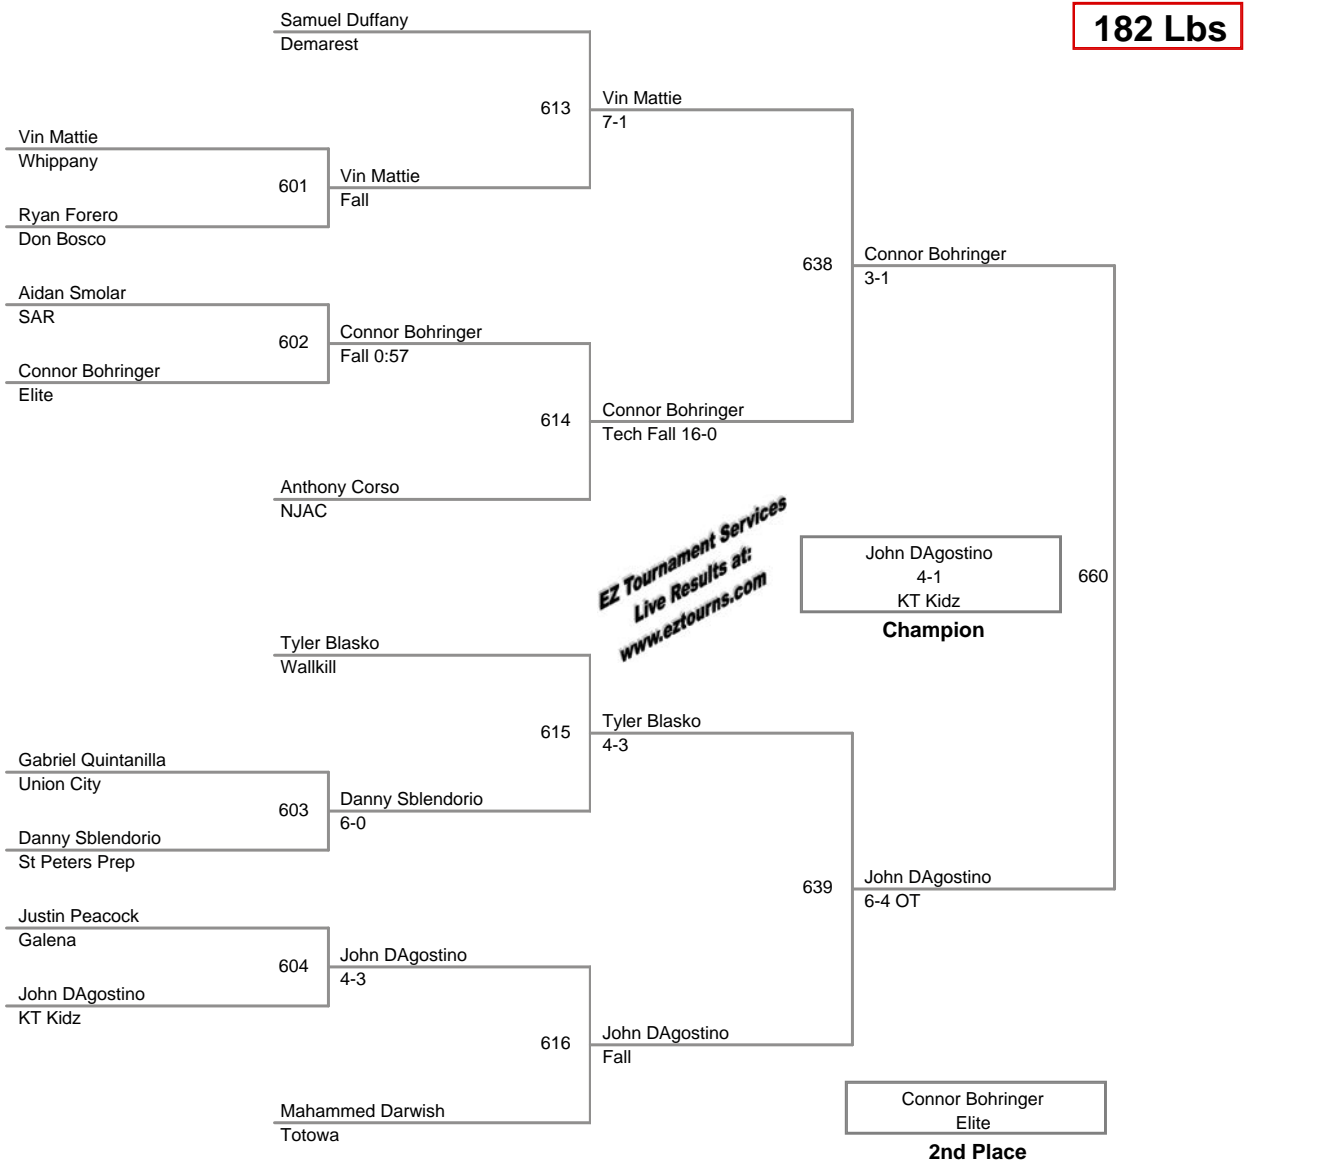 182 Lbs
Samuel Duffany
Demarest
613
Vin Mattie
7-1
Vin Mattie
Whippany
601
Vin Mattie
Fall
Ryan Forero
Don Bosco
638
Connor Bohringer
3-1
Aidan Smolar
SAR
602
Connor Bohringer
Fall 0:57
Connor Bohringer
Elite
614
Connor Bohringer
Tech Fall 16-0
Anthony Corso
NJAC
EZ Tournament Services
Live Results at:
www.eztourns.com
John DAgostino
4-1
KT Kidz
Champion
660
Tyler Blasko
Wallkill
615
Tyler Blasko
4-3
Gabriel Quintanilla
Union City
603
Danny Sblendorio
6-0
Danny Sblendorio
St Peters Prep
639
John DAgostino
6-4 OT
Justin Peacock
Galena
604
John DAgostino
4-3
John DAgostino
KT Kidz
616
John DAgostino
Fall
Mahammed Darwish
Totowa
Connor Bohringer
Elite
2nd Place